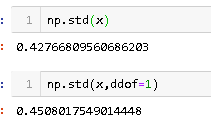 :
1 np.std(x)
: 0.42766809560686203
: 1 np.std(x,ddof=1)
: 0.4508017549014448